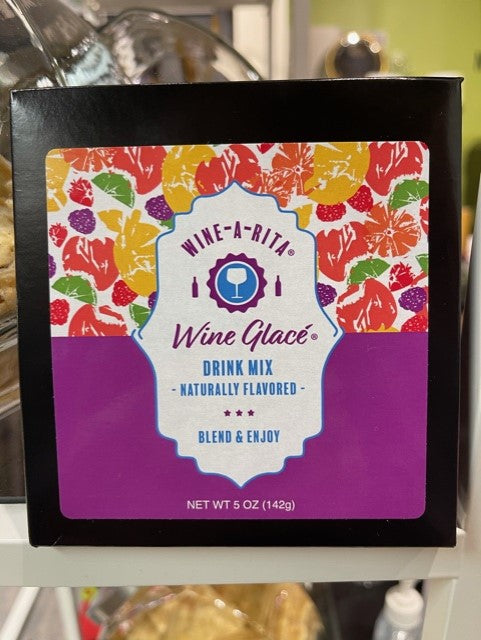 WINE-A-RITA®
Wine Glacé®
DRINK MIX
- NATURALLY FLAVORED -
BLEND & ENJOY
NET WT 5 OZ (142g)